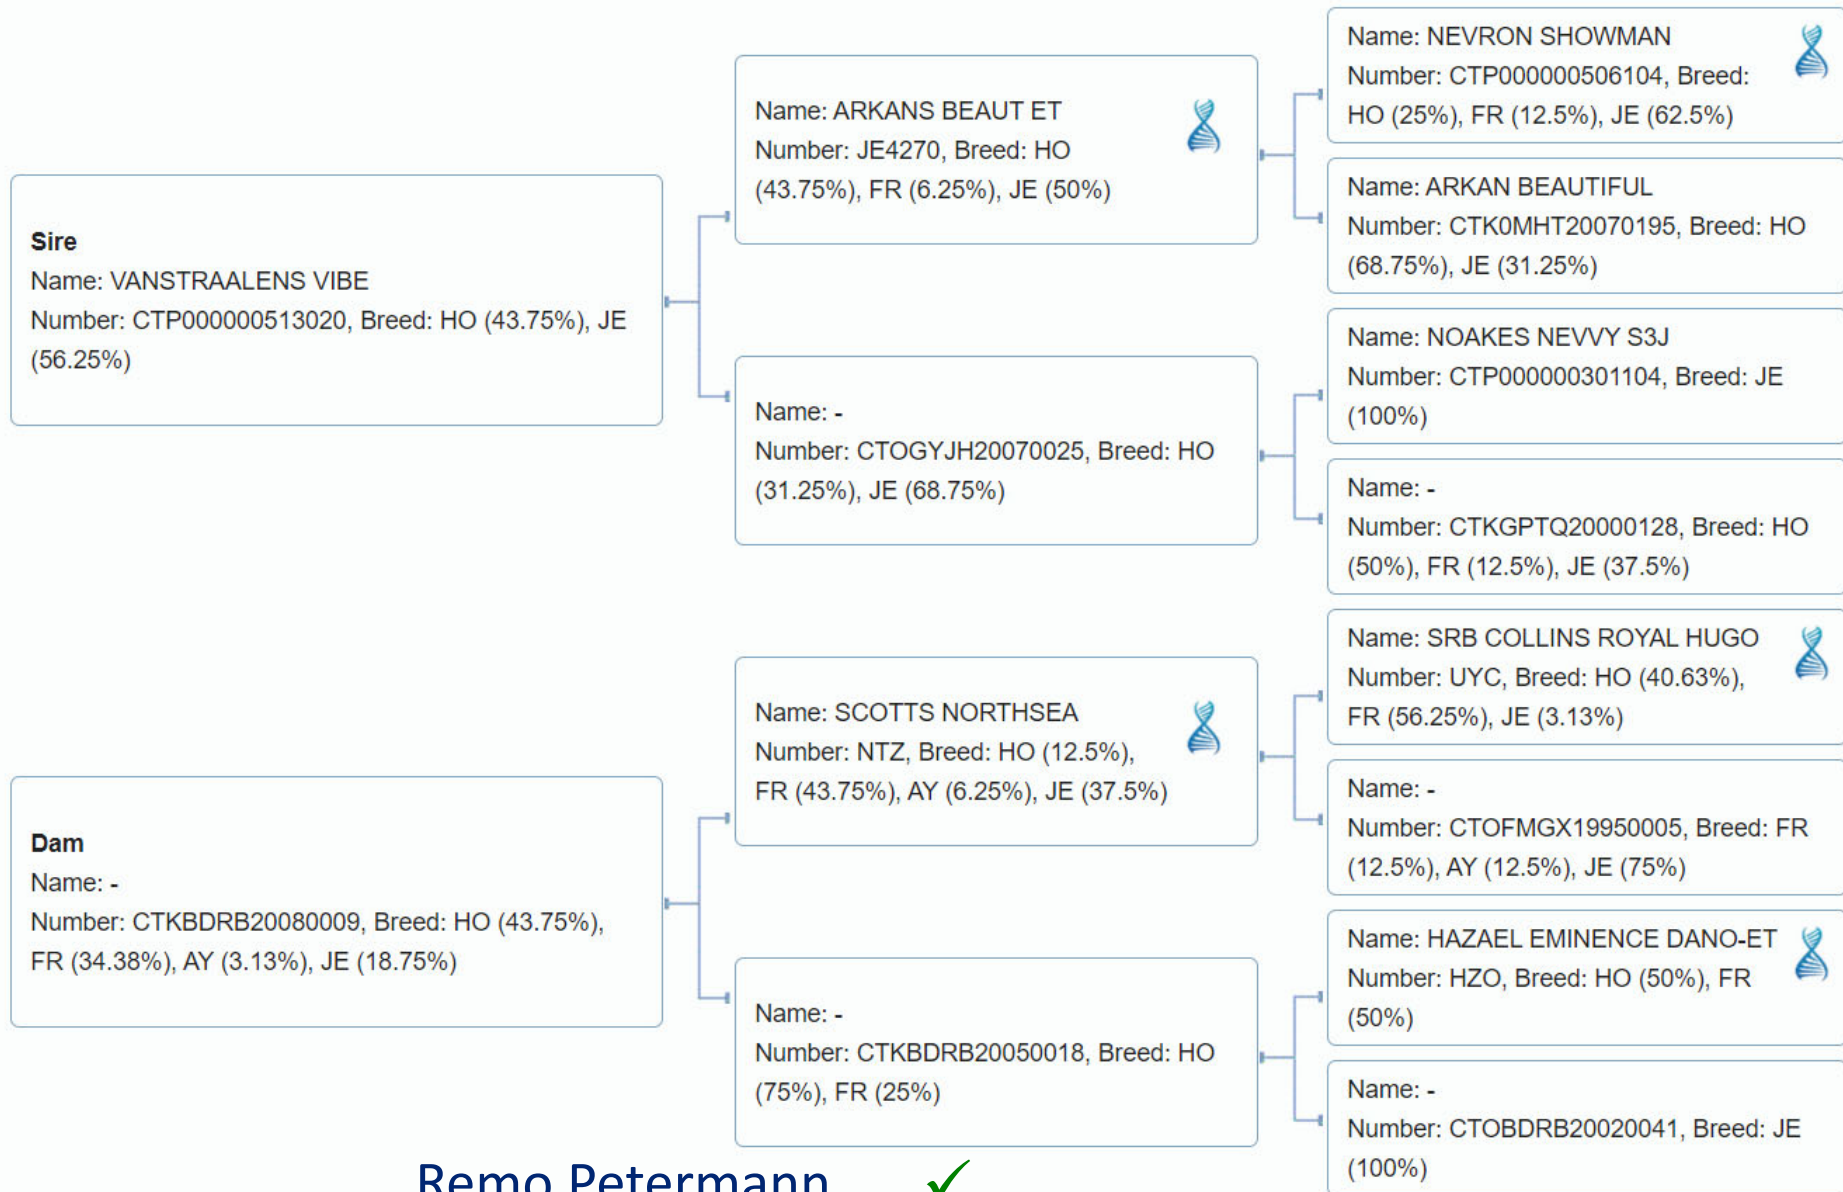 Sire
Name: VANSTRAALENS VIBE
Number: CTP000000513020, Breed: HO (43.75%), JE
(56.25%)
Dam
Name: -
Number: CTKBDRB20080009, Breed: HO (43.75%),
FR (34.38%), AY (3.13%), JE (18.75%)
Name: ARKANS BEAUT ET
Number: JE4270, Breed: HO
(43.75%), FR (6.25%), JE (50%)
Name: -
Number: CTOGYJH20070025, Breed: HO
(31.25%), JE (68.75%)
Name: SCOTTS NORTHSEA
Number: NTZ, Breed: HO (12.5%),
FR (43.75%), AY (6.25%), JE (37.5%)
Name: -
Number: CTKBDRB20050018, Breed: HO
(75%), FR (25%)
Name: NEVRON SHOWMAN
Number: CTP000000506104, Breed:
HO (25%), FR (12.5%), JE (62.5%)
Name: ARKAN BEAUTIFUL
Number: CTK0MHT20070195, Breed: HO
(68.75%), JE (31.25%)
Name: NOAKES NEVVY S3J
Number: CTP000000301104, Breed: JE
(100%)
Name: -
Number: CTKGPTQ20000128, Breed: HO
(50%), FR (12.5%), JE (37.5%)
Name: SRB COLLINS ROYAL HUGO
Number: UYC, Breed: HO (40.63%),
FR (56.25%), JE (3.13%)
Name: -
Number: CTOFMGX19950005, Breed: FR
(12.5%), AY (12.5%), JE (75%)
Name: HAZAEL EMINENCE DANO-ET
Number: HZO, Breed: HO (50%), FR
(50%)
Name: -
Number: CTOBDRB20020041, Breed: JE
(100%)
Remo Petermann ✓